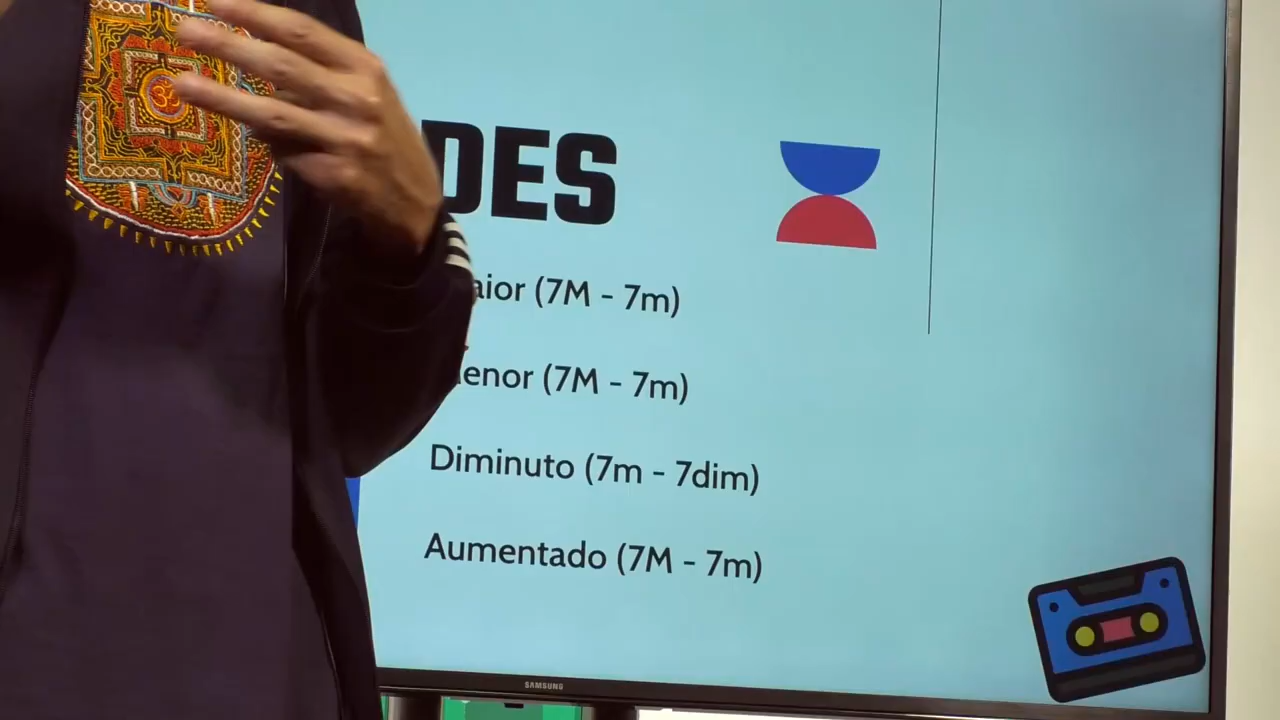 DES
aior (7M - 7m)
enor (7M - 7m)
Diminuto (7m - 7dim)
Aumentado (7M - 7m)
SAMSUNG